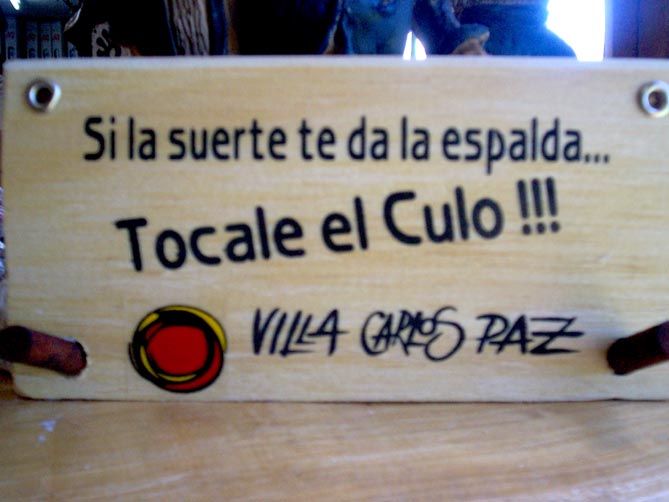 Si la suerte te da la espalda...
Tocale el Culo !!!
VILLA CARLOS PAZ